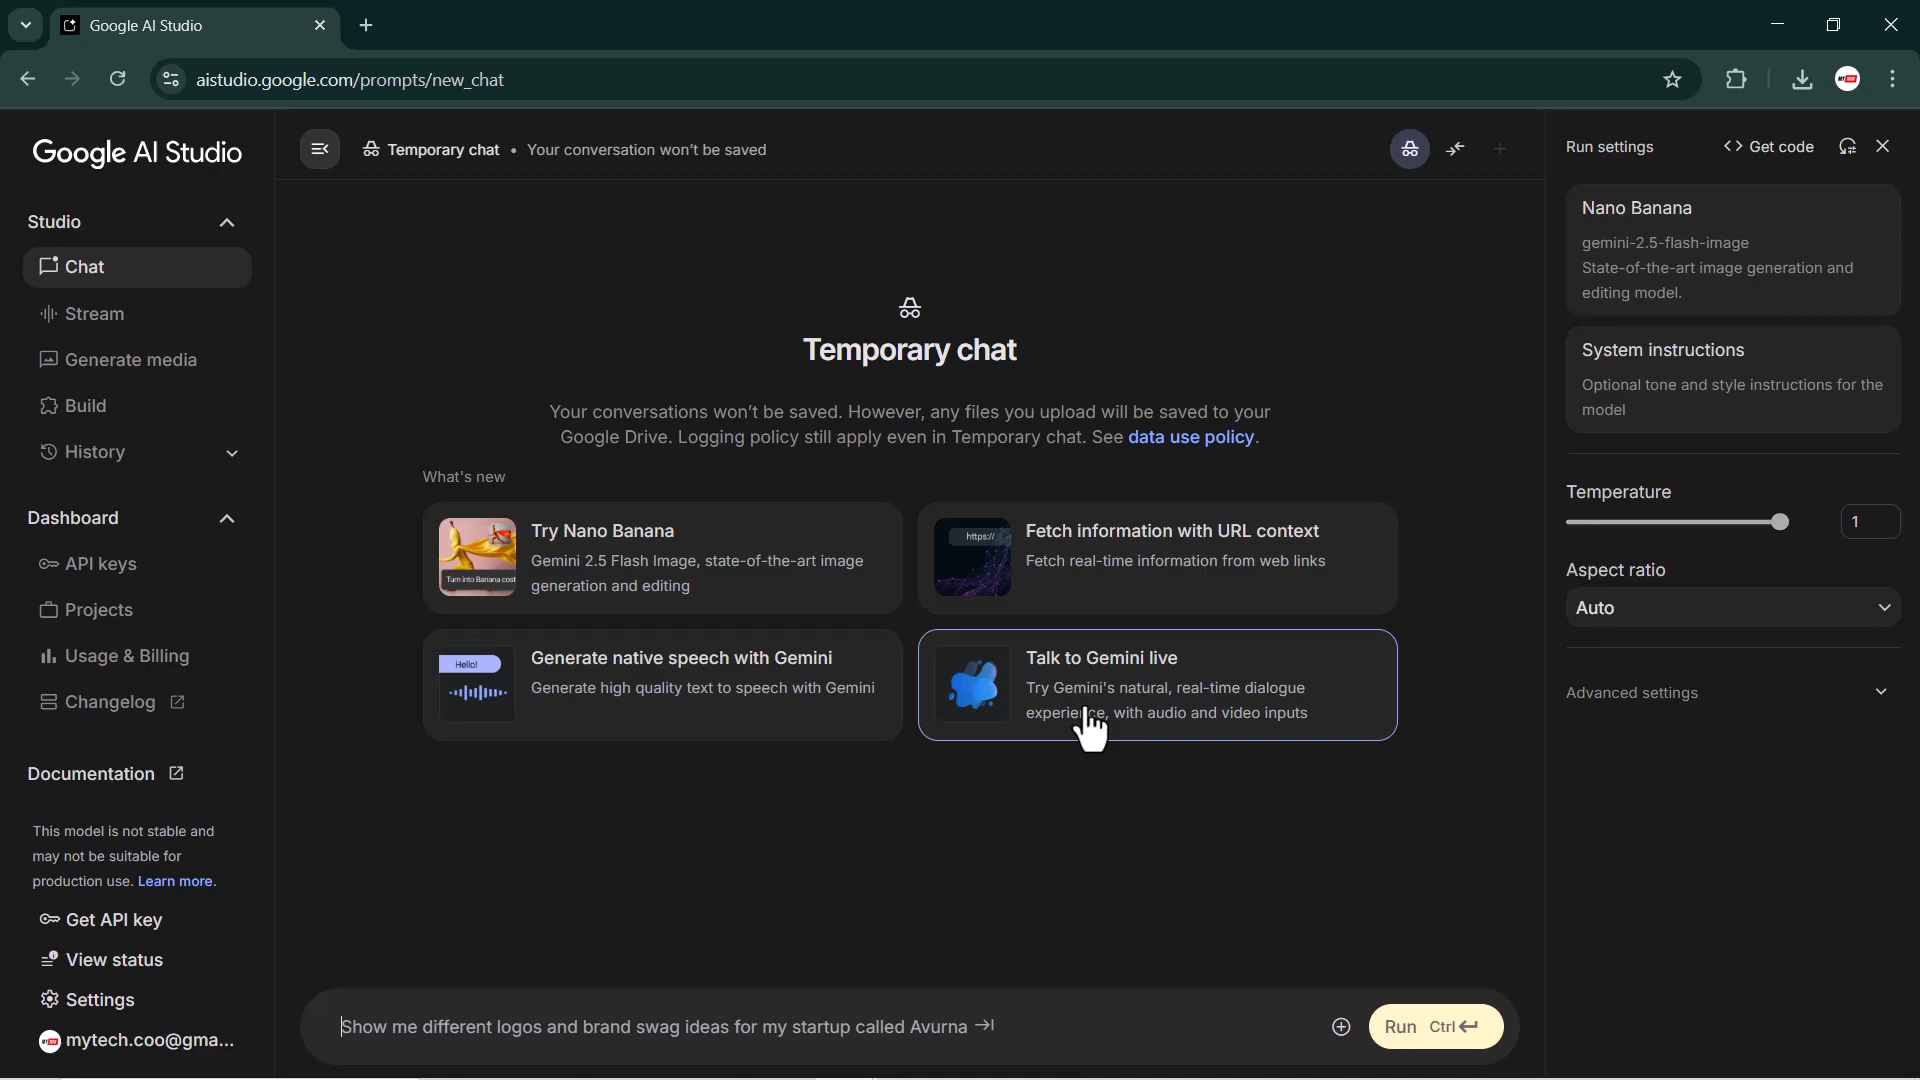 Google AI Studio
aistudio.google.com/prompts/new_chat
Google AI Studio
Studio
Chat
Stream
Generate media
Build
History
Dashboard
API keys
Projects
Usage & Billing
Changelog
Documentation
This model is not stable and
may not be suitable for
production use. Learn more.
Get API key
View status
Settings
mytech.coo@gma...
Temporary chat • Your conversation won't be saved
Temporary chat
Your conversations won't be saved. However, any files you upload will be saved to your
Google Drive. Logging policy still apply even in Temporary chat. See data use policy.
What's new
Turn into Banana cost
Try Nano Banana
Gemini 2.5 Flash Image, state-of-the-art image
generation and editing
https://
Fetch information with URL context
Fetch real-time information from web links
Hello!
Generate native speech with Gemini
Generate high quality text to speech with Gemini
Talk to Gemini live
Try Gemini's natural, real-time dialogue
experience, with audio and video inputs
Show me different logos and brand swag ideas for my startup called Avurna
Run Ctrl
Run settings
Get code
Nano Banana
gemini-2.5-flash-image
State-of-the-art image generation and
editing model.
System instructions
Optional tone and style instructions for the
model
Temperature
1
Aspect ratio
Auto
Advanced settings